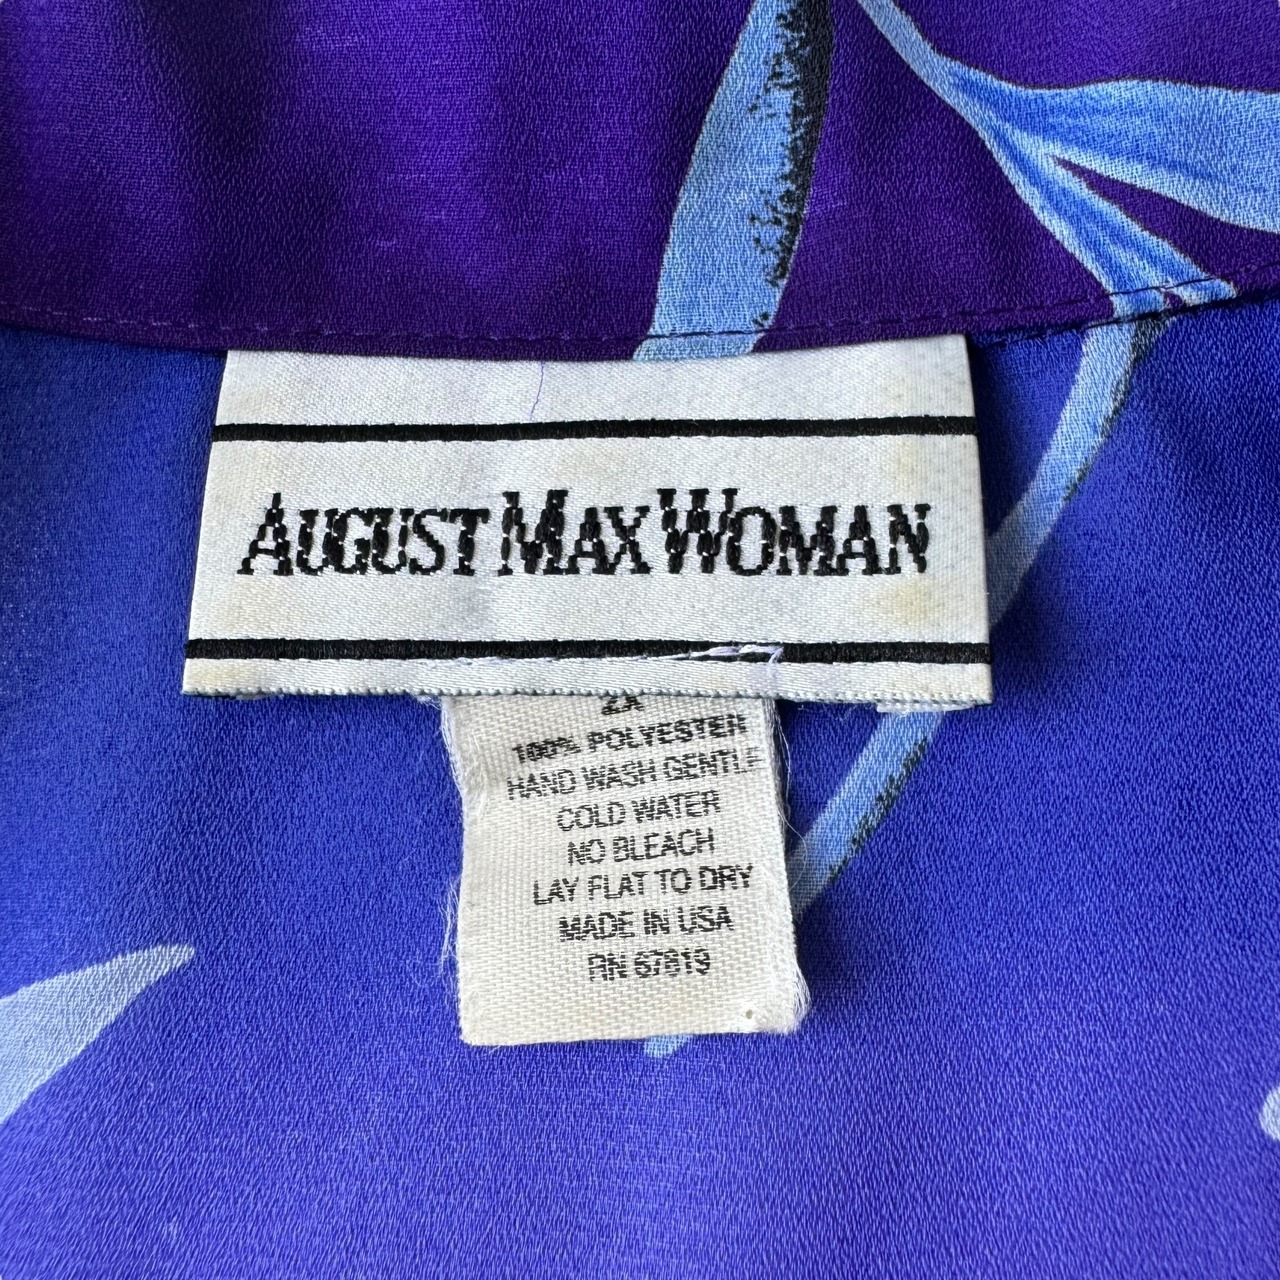 AUGUST MAX WOMAN
2X
100% POLYESTER
HAND WASH GENTLE
COLD WATER
NO BLEACH
LAY FLAT TO DRY
MADE IN USA
RN 67819